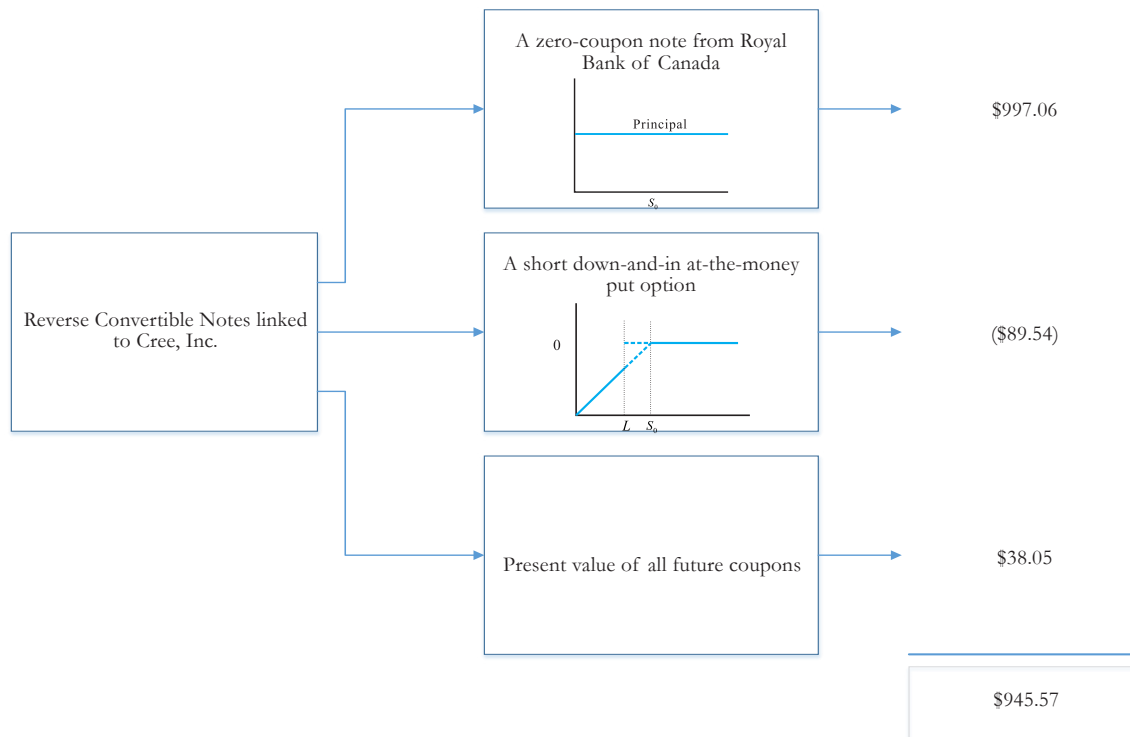 A zero-coupon note from Royal
Bank of Canada
Principal
S₀
$997.06
Reverse Convertible Notes linked
to Cree, Inc.
A short down-and-in at-the-money
put option
0
L S₀
($89.54)
Present value of all future coupons
$38.05
$945.57